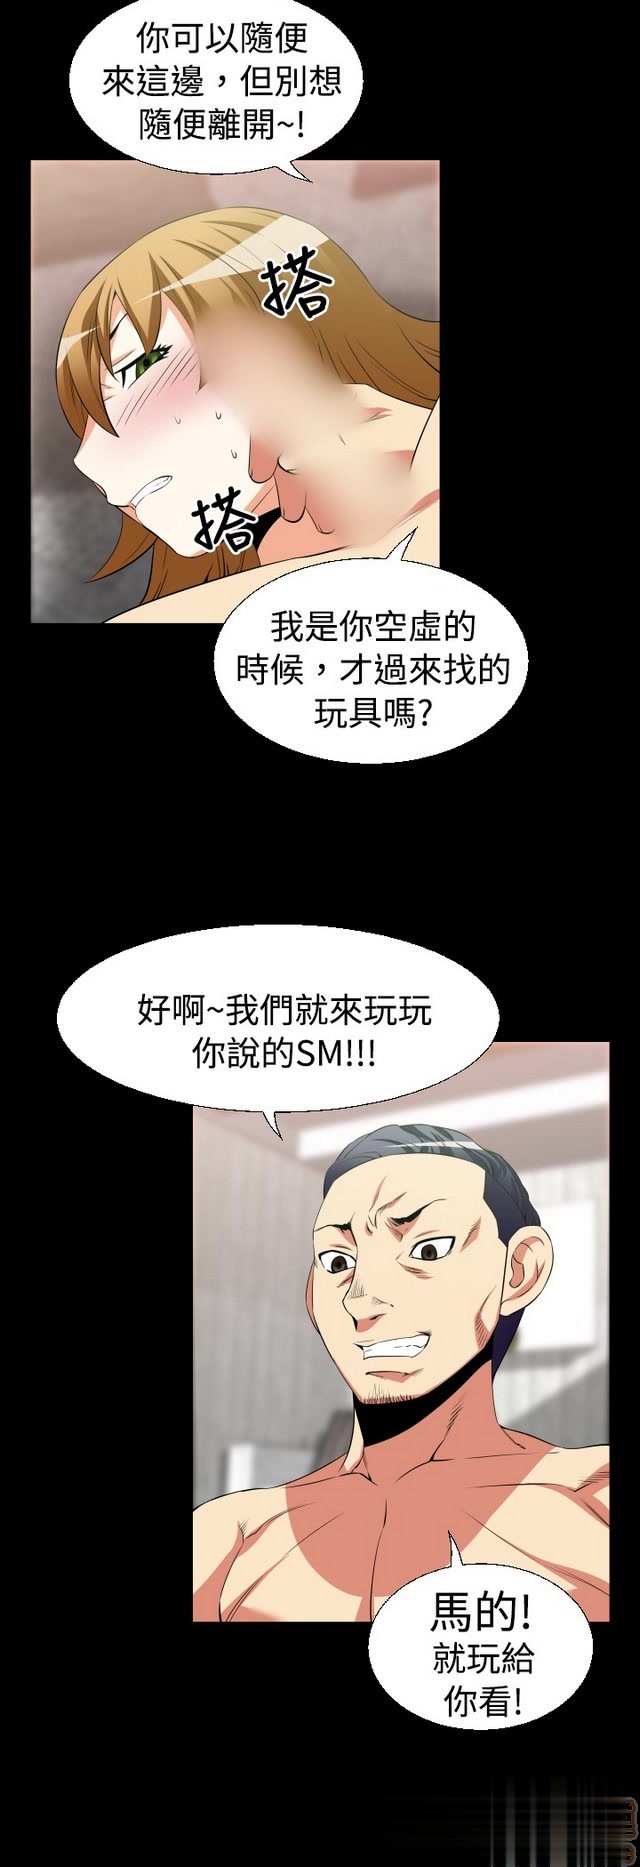 你可以隨便
來這邊，但別想
隨便離開~!
搭
搭
我是你空虛的
時候，才過來找的
玩具嗎?
好啊~我們就來玩玩
你說的SM!!!
馬的!
就玩給
你看!